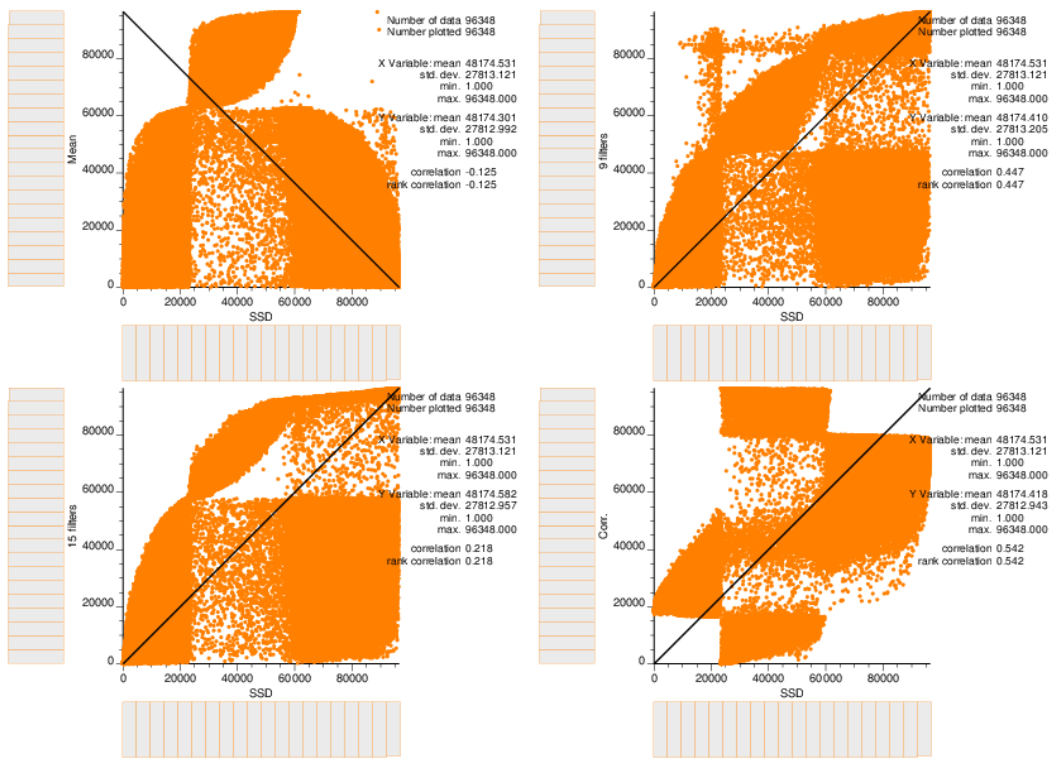 Number of data 96348
Number plotted 96348
X Variable: mean 48174.531
std. dev. 27813.121
min. 1.000
max. 96348.000
Y Variable: mean 48174.301
std. dev. 27812.992
min. 1.000
max. 96348.000
correlation -0.125
rank correlation -0.125
80000
60000
40000
20000
0
Mean
0 20000 40000 60000 80000
SSD
Number of data 96348
Number plotted 96348
X Variable: mean 48174.531
std. dev. 27813.121
min. 1.000
max. 96348.000
Y Variable: mean 48174.410
std. dev. 27813.205
min. 1.000
max. 96348.000
correlation 0.447
rank correlation 0.447
80000
60000
40000
20000
0
9 filters
0 20000 40000 60000 80000
SSD
Number of data 96348
Number plotted 96348
X Variable: mean 48174.531
std. dev. 27813.121
min. 1.000
max. 96348.000
Y Variable: mean 48174.582
std. dev. 27812.957
min. 1.000
max. 96348.000
correlation 0.218
rank correlation 0.218
80000
60000
40000
20000
0
15 filters
0 20000 40000 60000 80000
SSD
Number of data 96348
Number plotted 96348
X Variable: mean 48174.531
std. dev. 27813.121
min. 1.000
max. 96348.000
Y Variable: mean 48174.418
std. dev. 27812.943
min. 1.000
max. 96348.000
correlation 0.542
rank correlation 0.542
80000
60000
40000
20000
0
Corr.
0 20000 40000 60000 80000
SSD